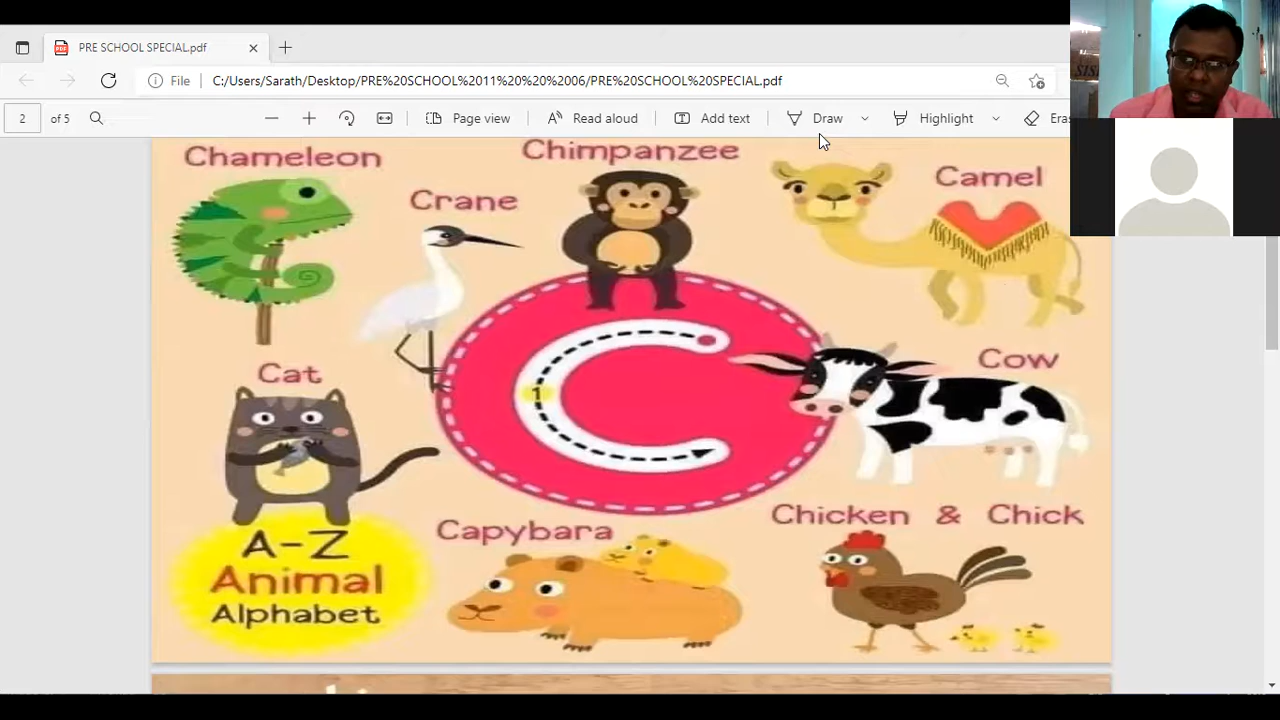 PRE SCHOOL SPECIAL.pdf
File C:/Users/Sarath/Desktop/PRE%20SCHOOL%2011%20%20%2006/PRE%20SCHOOL%20SPECIAL.pdf
2 of 5 Page view Read aloud Add text Draw Highlight
Chameleon
Chimpanzee
Camel
Crane
Cat
1
Cow
Chicken & Chick
Capybara
A-Z
Animal
Alphabet